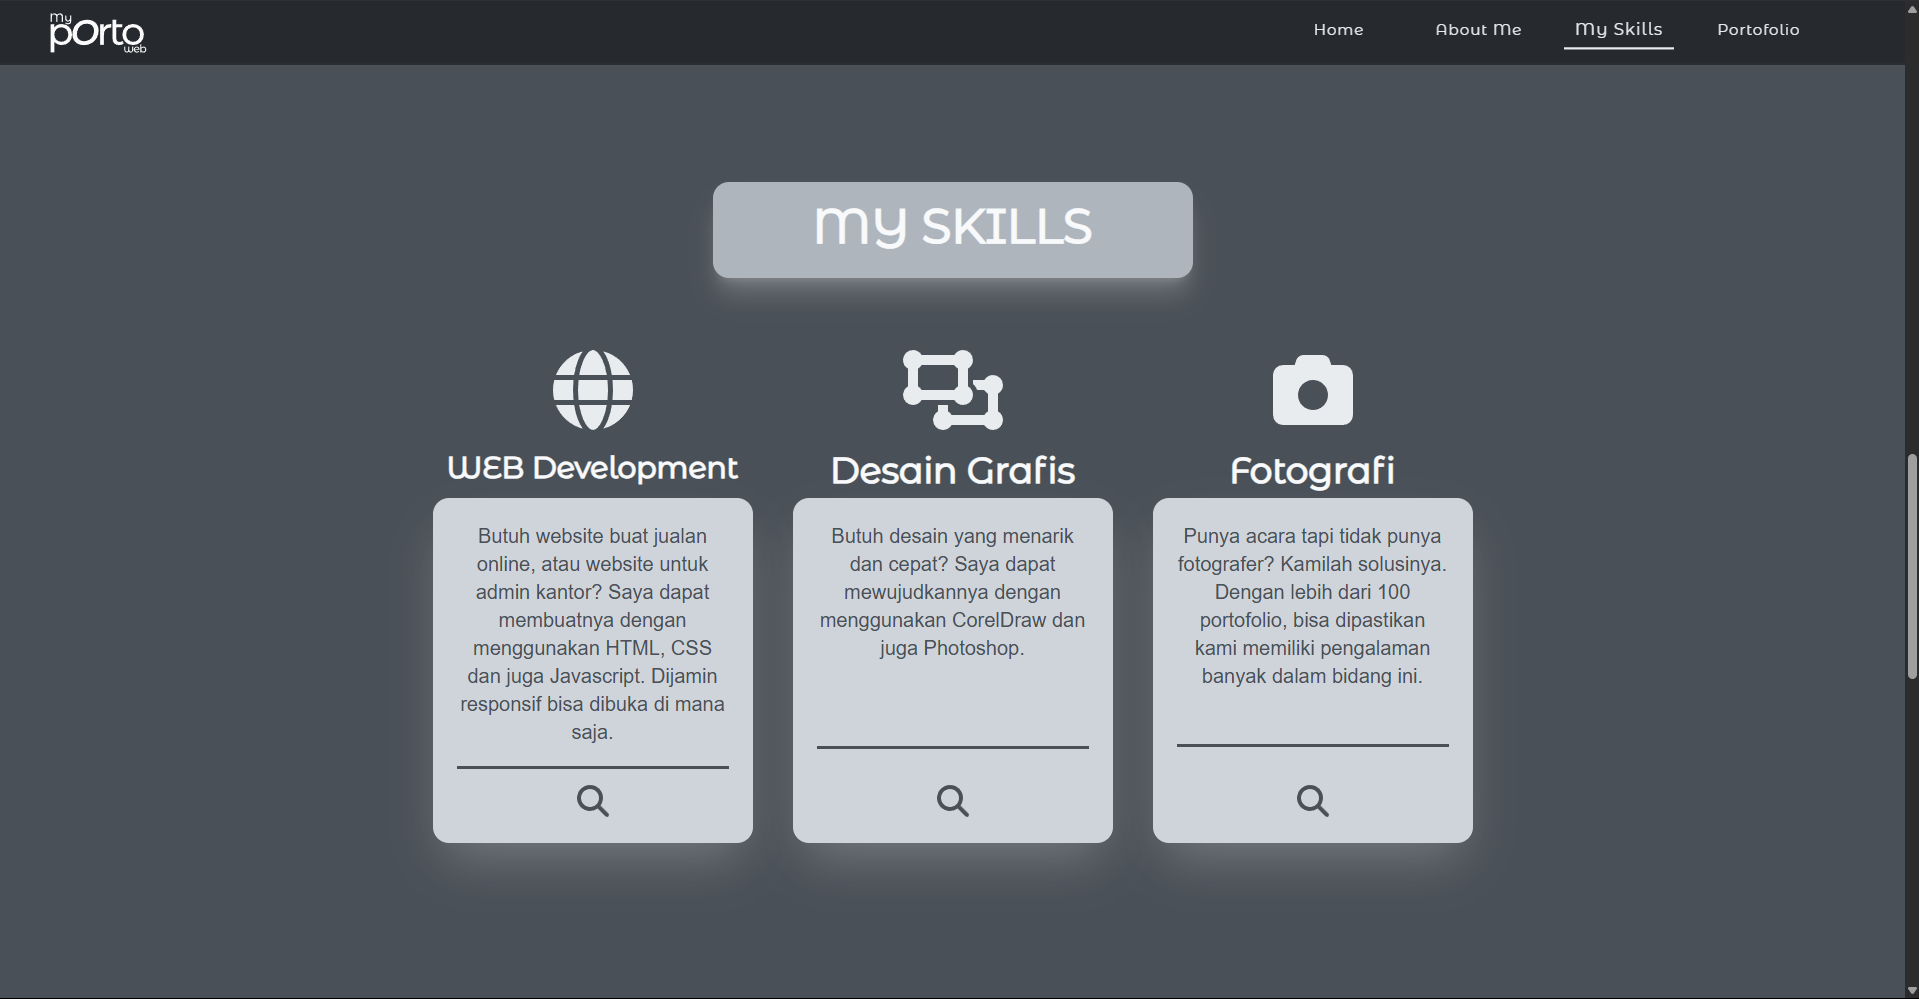 my
pOrto
web
Home
About Me
My Skills
Portofolio
MY SKILLS
WEB Development
Butuh website buat jualan
online, atau website untuk
admin kantor? Saya dapat
membuatnya dengan
menggunakan HTML, CSS
dan juga Javascript. Dijamin
responsif bisa dibuka di mana
saja.
Desain Grafis
Butuh desain yang menarik
dan cepat? Saya dapat
mewujudkannya dengan
menggunakan CorelDraw dan
juga Photoshop.
Fotografi
Punya acara tapi tidak punya
fotografer? Kamilah solusinya.
Dengan lebih dari 100
portofolio, bisa dipastikan
kami memiliki pengalaman
banyak dalam bidang ini.